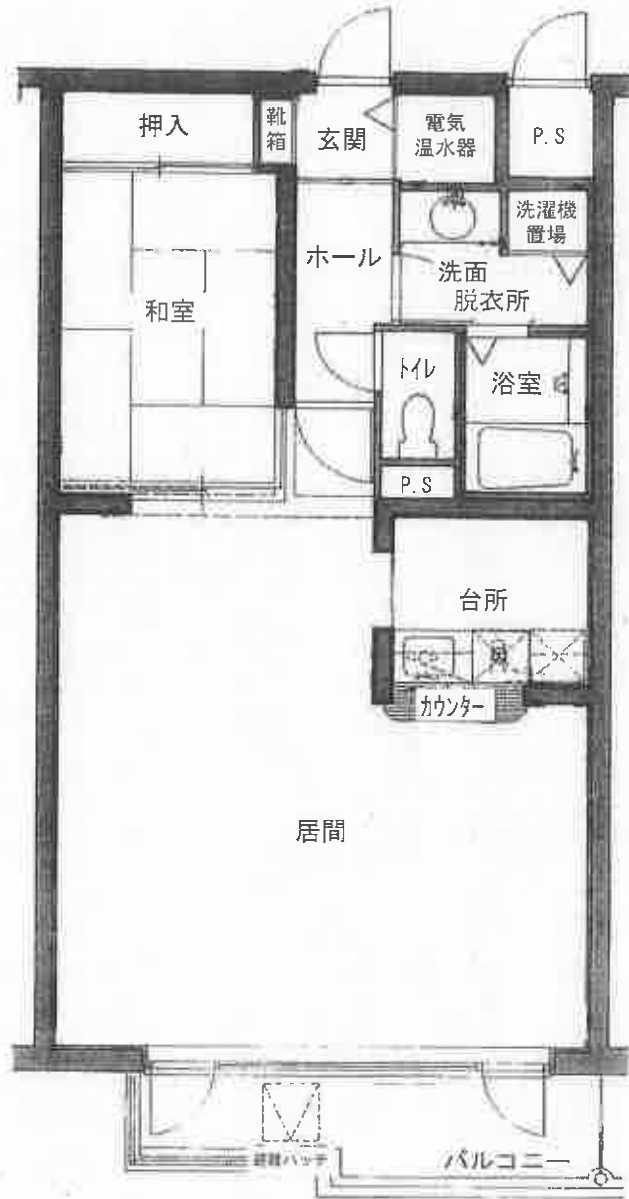 押入
靴箱
玄関
電気
温水器
P.S
ホール
洗面
脱衣所
洗濯機
置場
和室
トイレ
浴室
P.S
台所
カウンター
居間
避難ハッチ
バルコニー